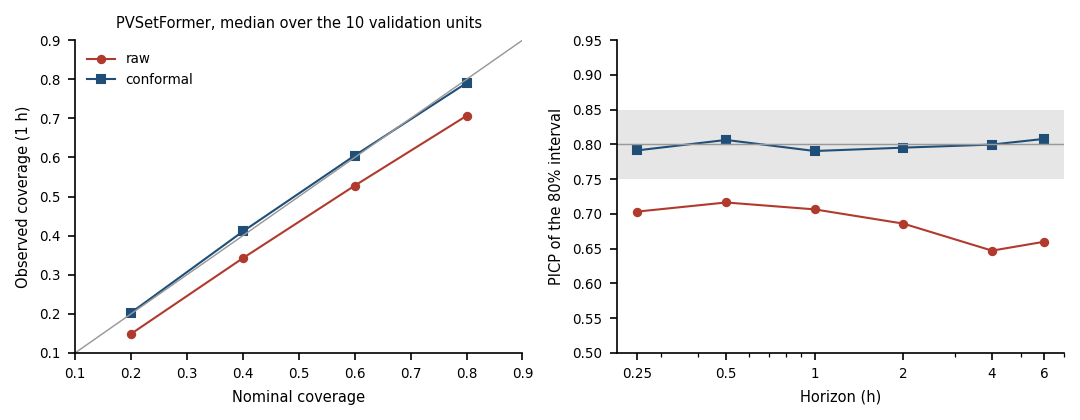 PVSetFormer, median over the 10 validation units
raw
conformal
Observed coverage (1 h)
0.9
0.8
0.7
0.6
0.5
0.4
0.3
0.2
0.1
0.1 0.2 0.3 0.4 0.5 0.6 0.7 0.8 0.9
Nominal coverage
PICP of the 80% interval
0.95
0.90
0.85
0.80
0.75
0.70
0.65
0.60
0.55
0.50
0.25 0.5 1 2 4 6
Horizon (h)